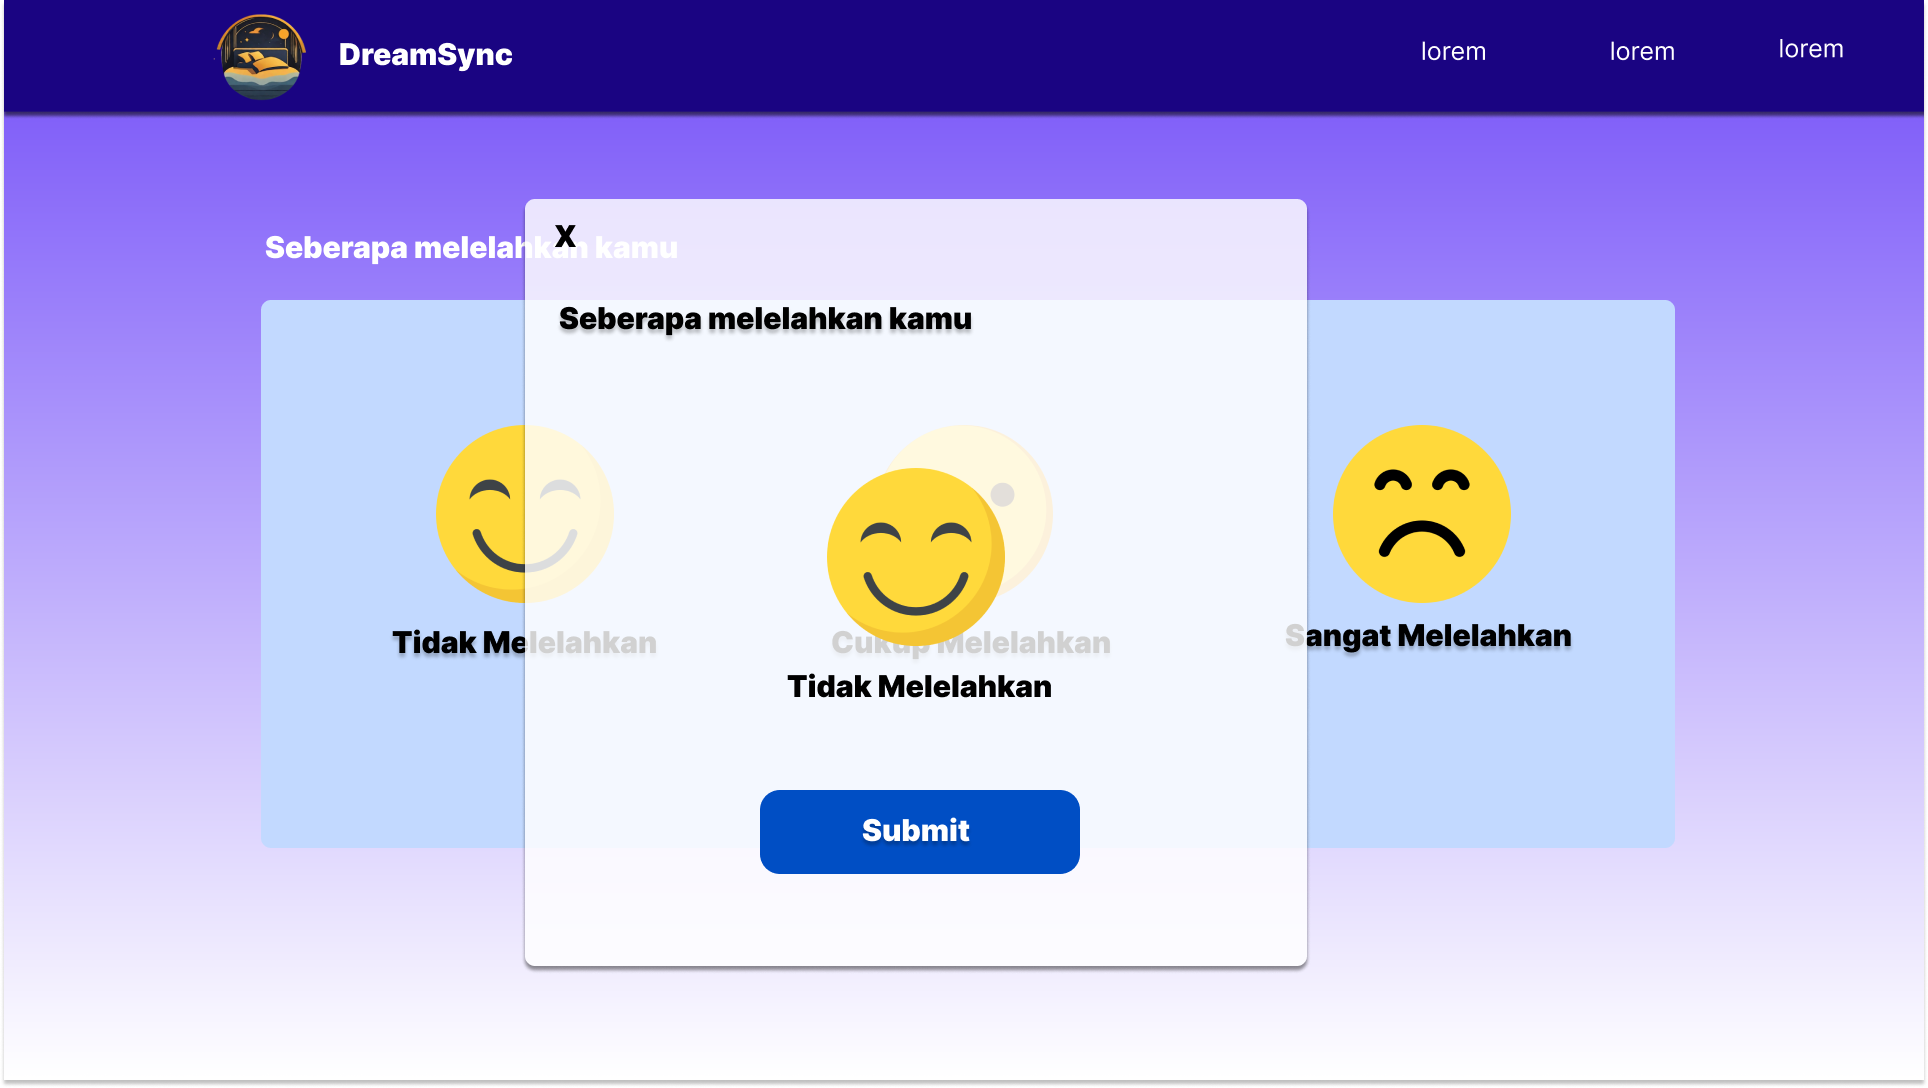 DreamSync
lorem
lorem
lorem
Seberapa melelahkan kamu
X
Seberapa melelahkan kamu
Tidak Melelahkan
Cukup Melelahkan
Sangat Melelahkan
Tidak Melelahkan
Submit